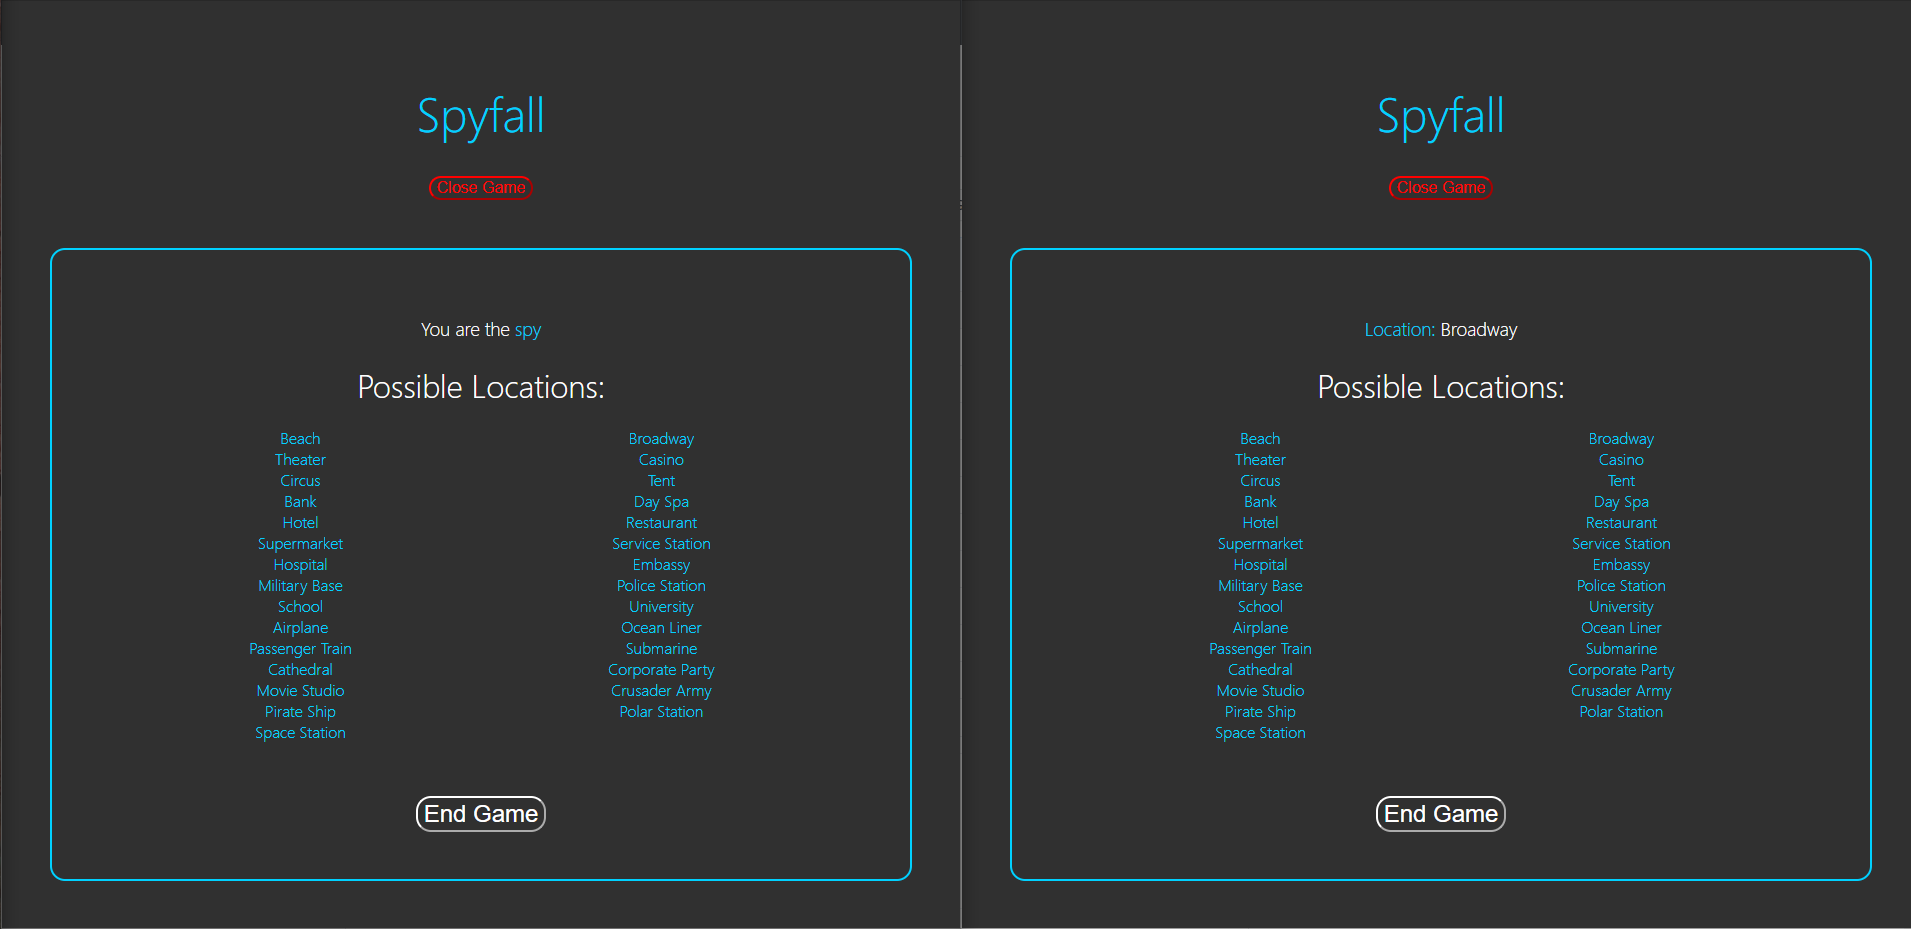 Spyfall
Close Game
You are the spy
Possible Locations:
Beach
Theater
Circus
Bank
Hotel
Supermarket
Hospital
Military Base
School
Airplane
Passenger Train
Cathedral
Movie Studio
Pirate Ship
Space Station
Broadway
Casino
Tent
Day Spa
Restaurant
Service Station
Embassy
Police Station
University
Ocean Liner
Submarine
Corporate Party
Crusader Army
Polar Station
End Game
Spyfall
Close Game
Location: Broadway
Possible Locations:
Beach
Theater
Circus
Bank
Hotel
Supermarket
Hospital
Military Base
School
Airplane
Passenger Train
Cathedral
Movie Studio
Pirate Ship
Space Station
Broadway
Casino
Tent
Day Spa
Restaurant
Service Station
Embassy
Police Station
University
Ocean Liner
Submarine
Corporate Party
Crusader Army
Polar Station
End Game